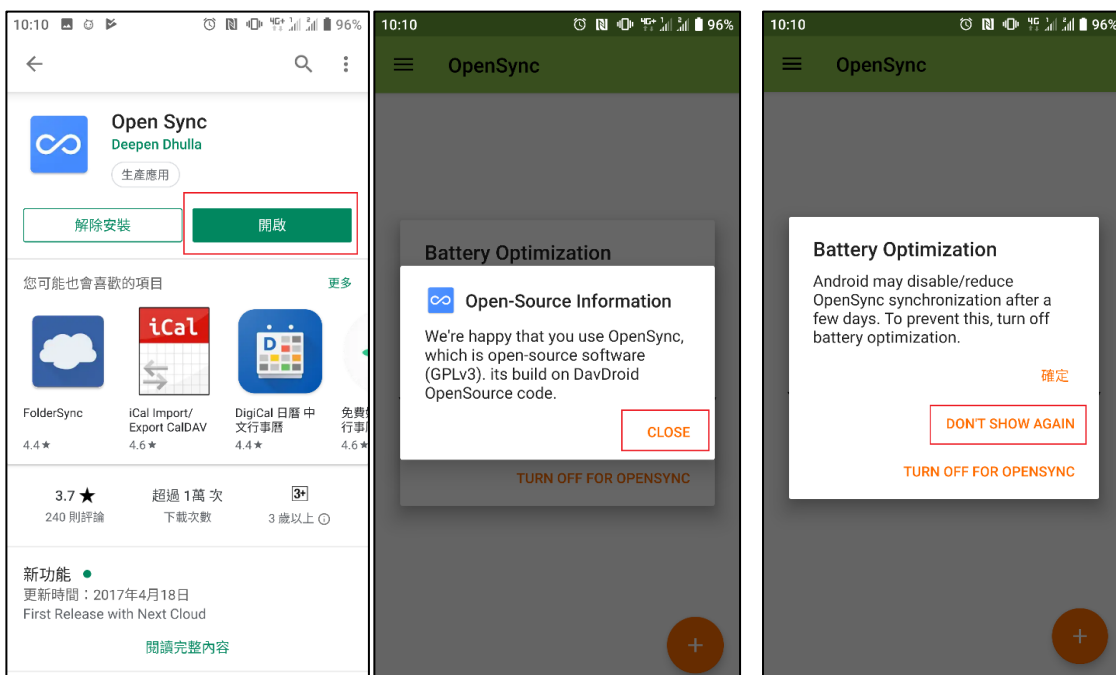 10:10
4G+
96%
Open Sync
Deepen Dhulla
生產應用
解除安裝
開啟
您可能也會喜歡的項目
更多
iCal
D
FolderSync
iCal Import/
Export CalDAV
DigiCal 日曆 中
文行事曆
免費
行事
4.4★
4.6★
4.4★
4.6★
3.7★
超過 1萬 次
3+
240 則評論
下載次數
3 歲以上
新功能
更新時間：2017年4月18日
First Release with Next Cloud
閱讀完整內容
10:10
4G+
96%
OpenSync
Battery Optimization
Open-Source Information
We're happy that you use OpenSync,
which is open-source software
(GPLv3). its build on DavDroid
OpenSource code.
CLOSE
TURN OFF FOR OPENSYNC
+
10:10
4G
96%
OpenSync
Battery Optimization
Android may disable/reduce
OpenSync synchronization after a
few days. To prevent this, turn off
battery optimization.
確定
DON'T SHOW AGAIN
TURN OFF FOR OPENSYNC
+